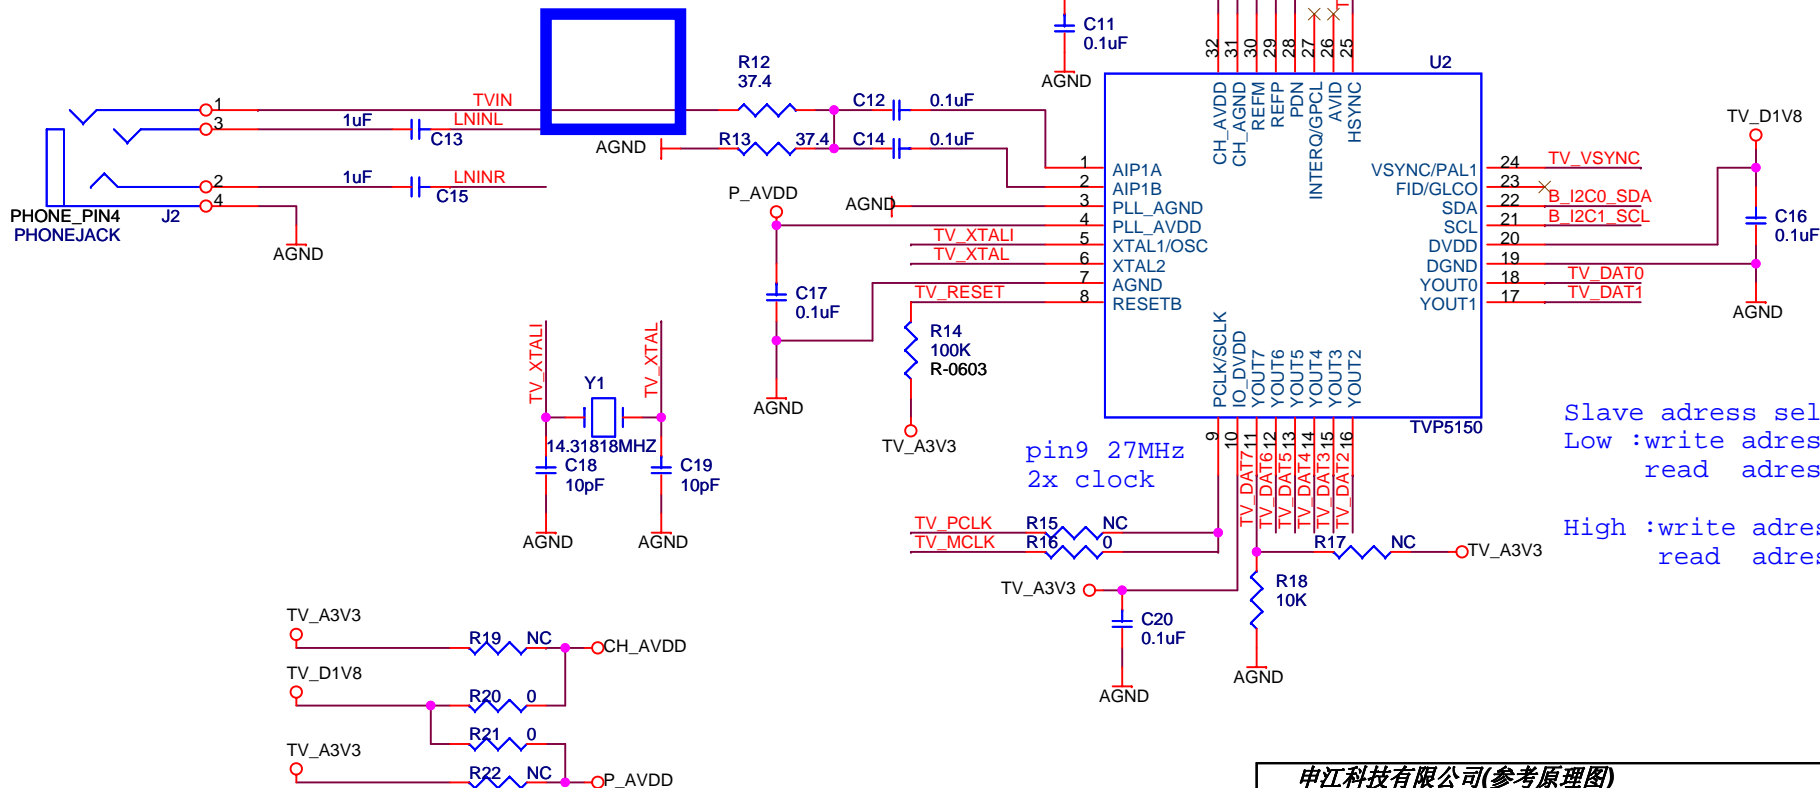 C11
0.1uF
AGND
32
31
30
29
28
27
26
25
U2
CH_AVDD
CH_AGND
REFM
REFP
PDN
INTERQ/GPCL
AVID
HSYNC
R12
37.4
1
TVIN
C12
0.1uF
3
1uF
LNINL
C13
AGND
R13
37.4
C14
0.1uF
2
1uF
LNINR
C15
4
PHONE_PIN4
J2
PHONEJACK
AGND
P_AVDD
AGND
1 AIP1A
2 AIP1B
3 PLL_AGND
4 PLL_AVDD
TV_XTALI 5 XTAL1/OSC
TV_XTAL 6 XTAL2
7 AGND
TV_RESET 8 RESETB
VSYNC/PAL1 24 TV_VSYNC
FID/GLCO 23
SDA 22 B_I2C0_SDA
SCL 21 B_I2C1_SCL
DVDD 20
DGND 19
YOUT0 18 TV_DAT0
YOUT1 17 TV_DAT1
TV_D1V8
C16
0.1uF
AGND
C17
0.1uF
AGND
R14
100K
R-0603
TV_A3V3
PCLK/SCLK
IO_DVDD
YOUT7
YOUT6
YOUT5
YOUT4
YOUT3
YOUT2
TVP5150
9
10
11
12
13
14
15
16
TV_DAT7
TV_DAT6
TV_DAT5
TV_DAT4
TV_DAT3
TV_DAT2
pin9 27MHz
2x clock
TV_XTALI
TV_XTAL
Y1
14.31818MHZ
C18
10pF
C19
10pF
AGND
AGND
TV_PCLK
R15
NC
TV_MCLK
R16
0
R17
NC
TV_A3V3
TV_A3V3
R18
10K
C20
0.1uF
AGND
AGND
Slave adress sel
Low :write adres
read adres
High :write adres
read adres
TV_A3V3
R19
NC
CH_AVDD
TV_D1V8
R20
0
R21
0
TV_A3V3
R22
NC
P_AVDD
申江科技有限公司(参考原理图)